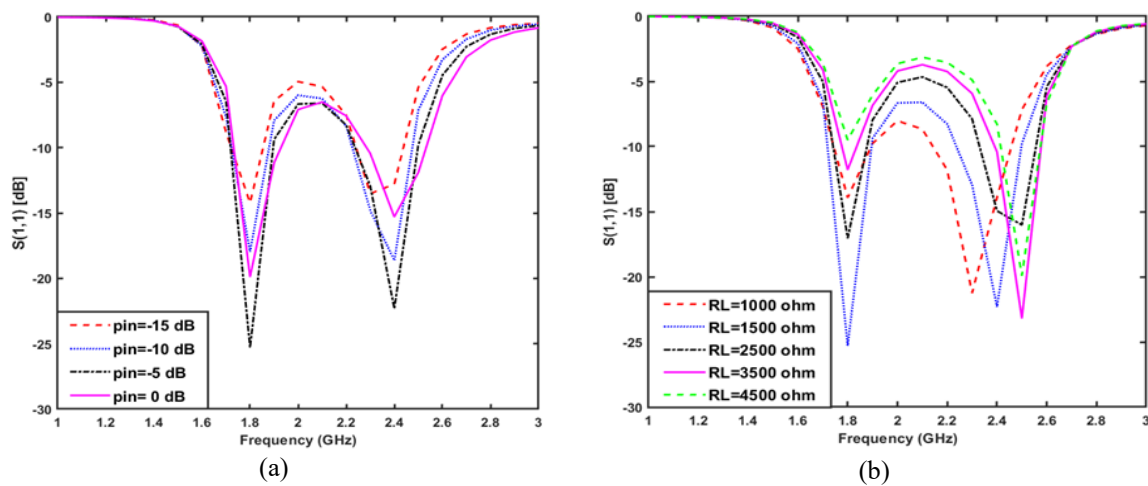 0
-5
-10
-15
-20
-25
-30
S(1,1) [dB]
pin=-15 dB
pin=-10 dB
pin=-5 dB
pin= 0 dB
1 1.2 1.4 1.6 1.8 2 2.2 2.4 2.6 2.8 3
Frequency (GHz)
(a)
0
-5
-10
-15
-20
-25
-30
S(1,1) [dB]
RL=1000 ohm
RL=1500 ohm
RL=2500 ohm
RL=3500 ohm
RL=4500 ohm
1 1.2 1.4 1.6 1.8 2 2.2 2.4 2.6 2.8 3
Frequency (GHz)
(b)